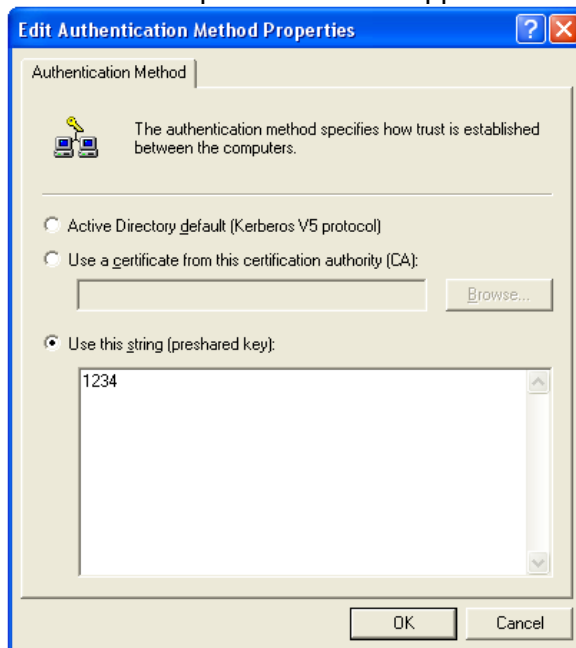 Edit Authentication Method Properties
Authentication Method
The authentication method specifies how trust is established
between the computers.
Active Directory default (Kerberos V5 protocol)
Use a certificate from this certification authority (CA):
Browse...
Use this string (preshared key):
1234
OK Cancel